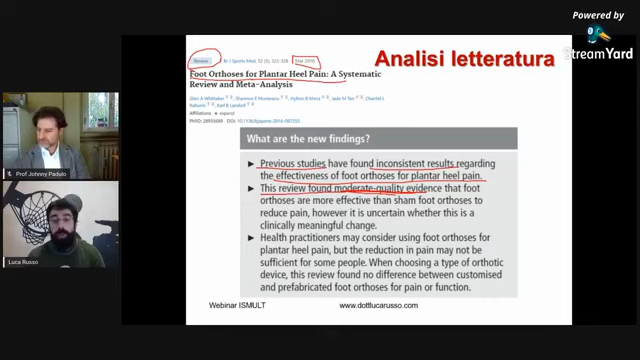 Powered by
StreamYard
Analisi letteratura
Review
Br J Sports Med. 52 (5), 322-328
Mar 2018
Foot Orthoses for Plantar Heel Pain: A Systematic
Review and Meta-Analysis
Glen A Whittaker
Karl B Landorf
Affiliations + expand
What are the new findings?
Previous studies have found inconsistent results regarding
the effectiveness of foot orthoses for plantar heel pain.
This review found moderate-quality evidence that foot
orthoses are more effective than sham foot orthoses to
reduce pain, however it is uncertain whether this is a
clinically meaningful change.
Health practitioners may consider using foot orthoses for
plantar heel pain, but the reduction in pain may not be
sufficient for some people. When choosing a type of orthotic
device, this review found no difference between customised
and prefabricated foot orthoses for pain or function.
Webinar ISMULT
www.dottlucarusso.com
Prof Johnny Padulo
Luca Russo